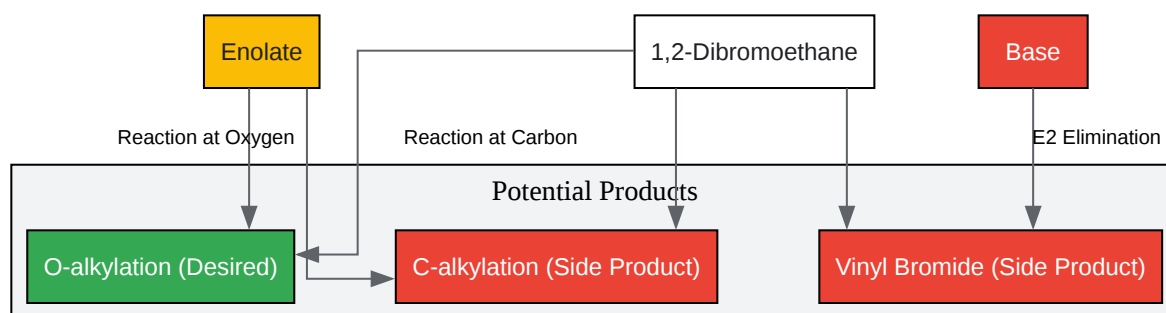 Enolate
1,2-Dibromoethane
Base
Reaction at Oxygen
Reaction at Carbon
E2 Elimination
Potential Products
O-alkylation (Desired)
C-alkylation (Side Product)
Vinyl Bromide (Side Product)